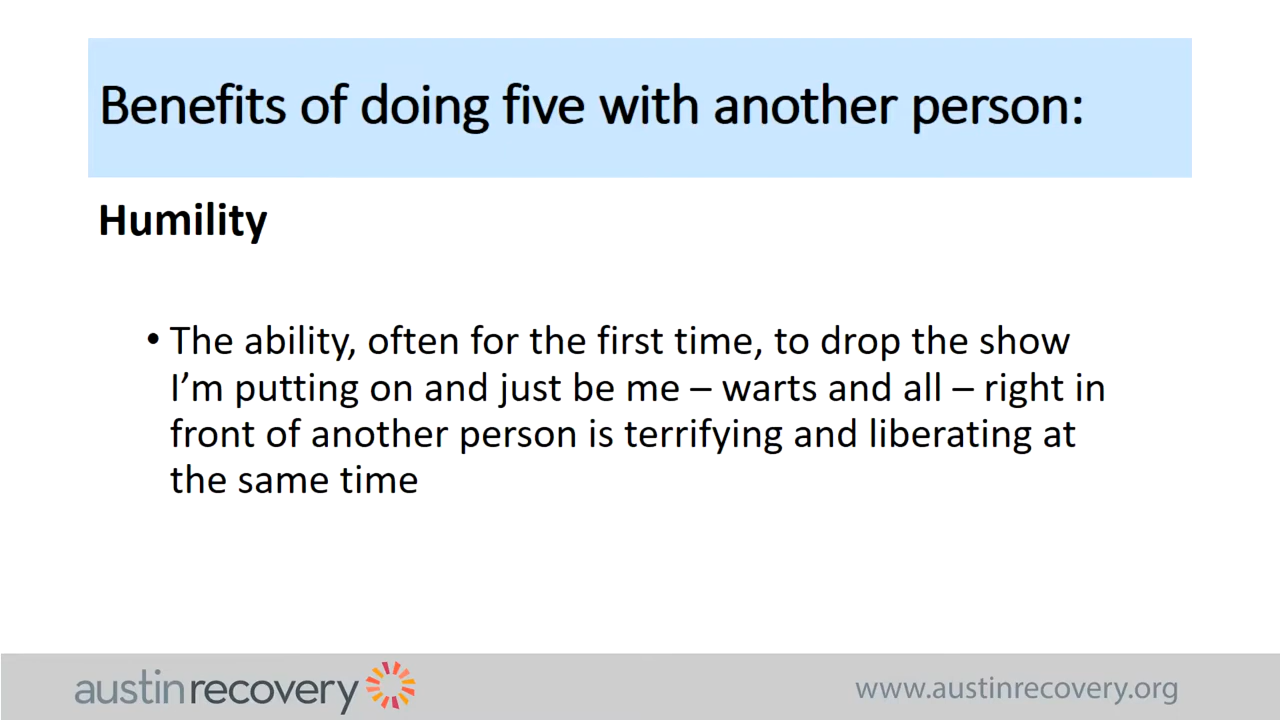 Benefits of doing five with another person:
Humility
• The ability, often for the first time, to drop the show
I’m putting on and just be me – warts and all – right in
front of another person is terrifying and liberating at
the same time
austinrecovery
www.austinrecovery.org